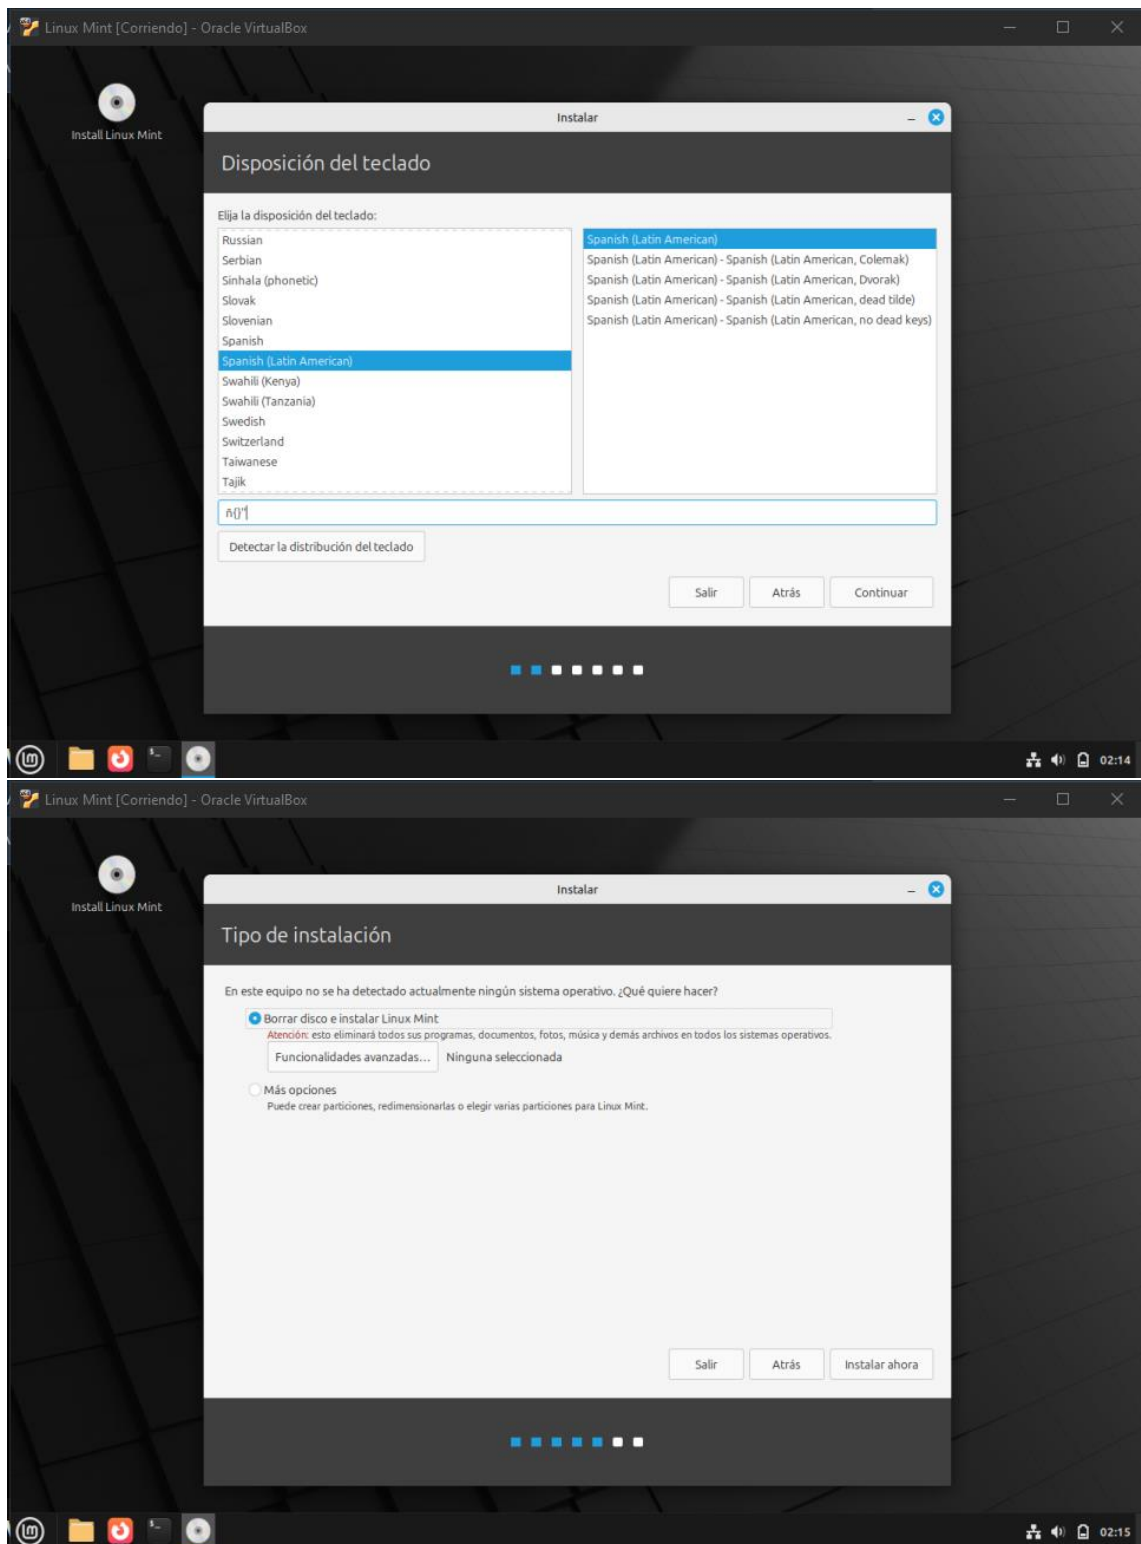 Linux Mint [Corriendo] - Oracle VirtualBox
Install Linux Mint
Instalar
Disposición del teclado
Elija la disposición del teclado:
Russian
Serbian
Sinhala (phonetic)
Slovak
Slovenian
Spanish
Spanish (Latin American)
Swahili (Kenya)
Swahili (Tanzania)
Swedish
Switzerland
Taiwanese
Tajik
Spanish (Latin American)
Spanish (Latin American) - Spanish (Latin American, Colemak)
Spanish (Latin American) - Spanish (Latin American, Dvorak)
Spanish (Latin American) - Spanish (Latin American, dead tilde)
Spanish (Latin American) - Spanish (Latin American, no dead keys)
ñ{}"
Detectar la distribución del teclado
Salir Atrás Continuar
02:14
Linux Mint [Corriendo] - Oracle VirtualBox
Install Linux Mint
Instalar
Tipo de instalación
En este equipo no se ha detectado actualmente ningún sistema operativo. ¿Qué quiere hacer?
Borrar disco e instalar Linux Mint
Atención: esto eliminará todos sus programas, documentos, fotos, música y demás archivos en todos los sistemas operativos.
Funcionalidades avanzadas... Ninguna seleccionada
Más opciones
Puede crear particiones, redimensionarlas o elegir varias particiones para Linux Mint.
Salir Atrás Instalar ahora
02:15